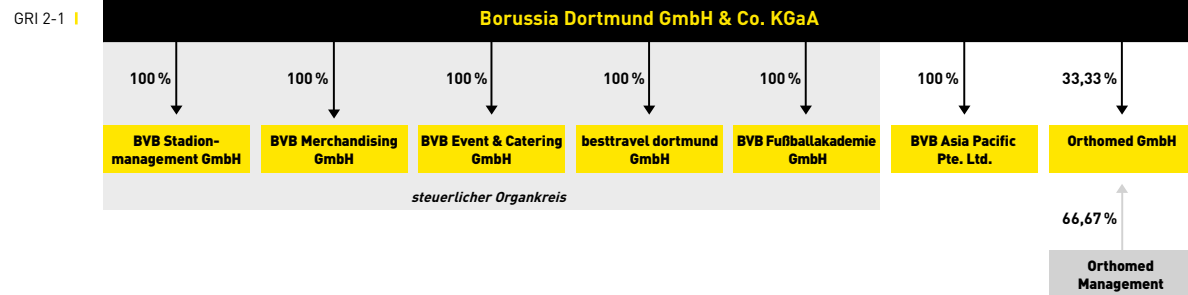 GRI 2-1
Borussia Dortmund GmbH & Co. KGaA
100 %
100 %
100 %
100 %
100 %
100 %
33,33 %
BVB Stadion-
management GmbH
BVB Merchandising
GmbH
BVB Event & Catering
GmbH
besttravel dortmund
GmbH
BVB Fußballakademie
GmbH
BVB Asia Pacific
Pte. Ltd.
Orthomed GmbH
steuerlicher Organkreis
66,67 %
Orthomed
Management